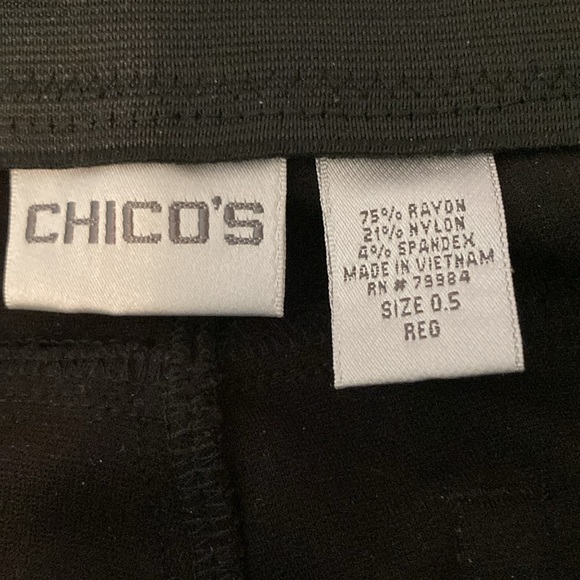 CHICO'S
75% RAYON
21% NYLON
4% SPANDEX
MADE IN VIETNAM
RN # 79984
SIZE 0.5
REG